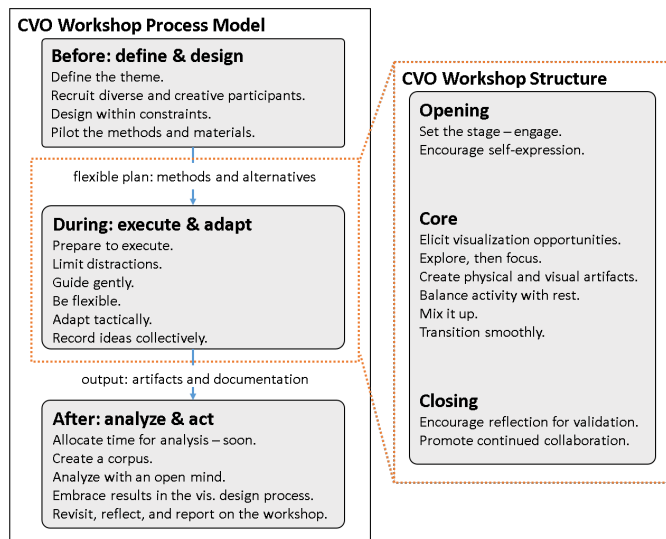 CVO Workshop Process Model
Before: define & design
Define the theme.
Recruit diverse and creative participants.
Design within constraints.
Pilot the methods and materials.
flexible plan: methods and alternatives
During: execute & adapt
Prepare to execute.
Limit distractions.
Guide gently.
Be flexible.
Adapt tactically.
Record ideas collectively.
output: artifacts and documentation
After: analyze & act
Allocate time for analysis – soon.
Create a corpus.
Analyze with an open mind.
Embrace results in the vis. design process.
Revisit, reflect, and report on the workshop.
CVO Workshop Structure
Opening
Set the stage – engage.
Encourage self-expression.
Core
Elicit visualization opportunities.
Explore, then focus.
Create physical and visual artifacts.
Balance activity with rest.
Mix it up.
Transition smoothly.
Closing
Encourage reflection for validation.
Promote continued collaboration.